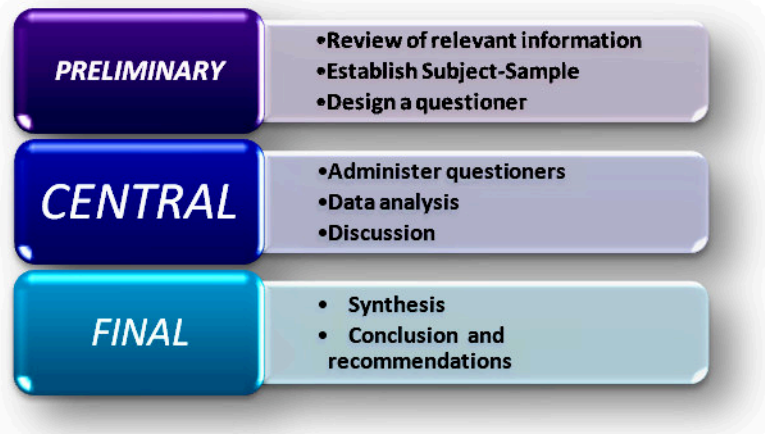 PRELIMINARY
•Review of relevant information
•Establish Subject-Sample
•Design a questioner
CENTRAL
•Administer questioners
•Data analysis
•Discussion
FINAL
• Synthesis
• Conclusion and
recommendations